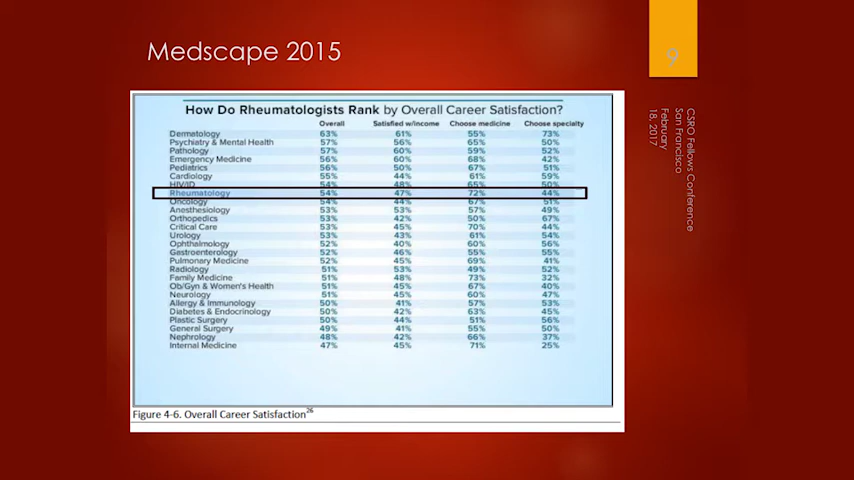 Medscape 2015
9
CSRO Fellows Conference
San Francisco
February
18, 2017
How Do Rheumatologists Rank by Overall Career Satisfaction?
Overall Satisfied w/income Choose medicine Choose specialty
Dermatology 63% 61% 55% 73%
Psychiatry & Mental Health 57% 56% 65% 50%
Pathology 57% 60% 59% 52%
Emergency Medicine 56% 60% 68% 42%
Pediatrics 56% 50% 67% 51%
Cardiology 55% 44% 61% 59%
HIV/ID 54% 48% 65% 50%
Rheumatology 54% 47% 72% 44%
Oncology 54% 44% 67% 51%
Anesthesiology 53% 53% 57% 49%
Orthopedics 53% 42% 50% 67%
Critical Care 53% 45% 70% 44%
Urology 53% 43% 61% 54%
Ophthalmology 52% 40% 60% 56%
Gastroenterology 52% 46% 55% 55%
Pulmonary Medicine 52% 45% 69% 41%
Radiology 51% 53% 49% 52%
Family Medicine 51% 48% 73% 32%
Ob/Gyn & Women's Health 51% 45% 67% 40%
Neurology 51% 45% 60% 47%
Allergy & Immunology 50% 41% 57% 53%
Diabetes & Endocrinology 50% 42% 63% 45%
Plastic Surgery 50% 44% 51% 56%
General Surgery 49% 41% 55% 50%
Nephrology 48% 42% 66% 37%
Internal Medicine 47% 45% 71% 25%
Figure 4-6. Overall Career Satisfaction26